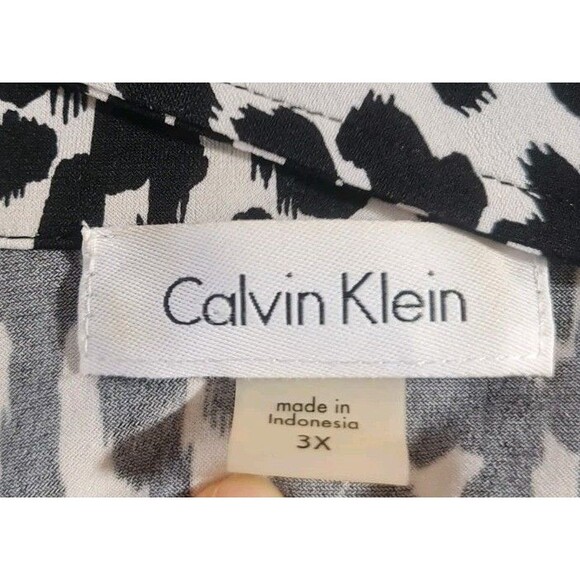 Calvin Klein
made in
Indonesia
3X